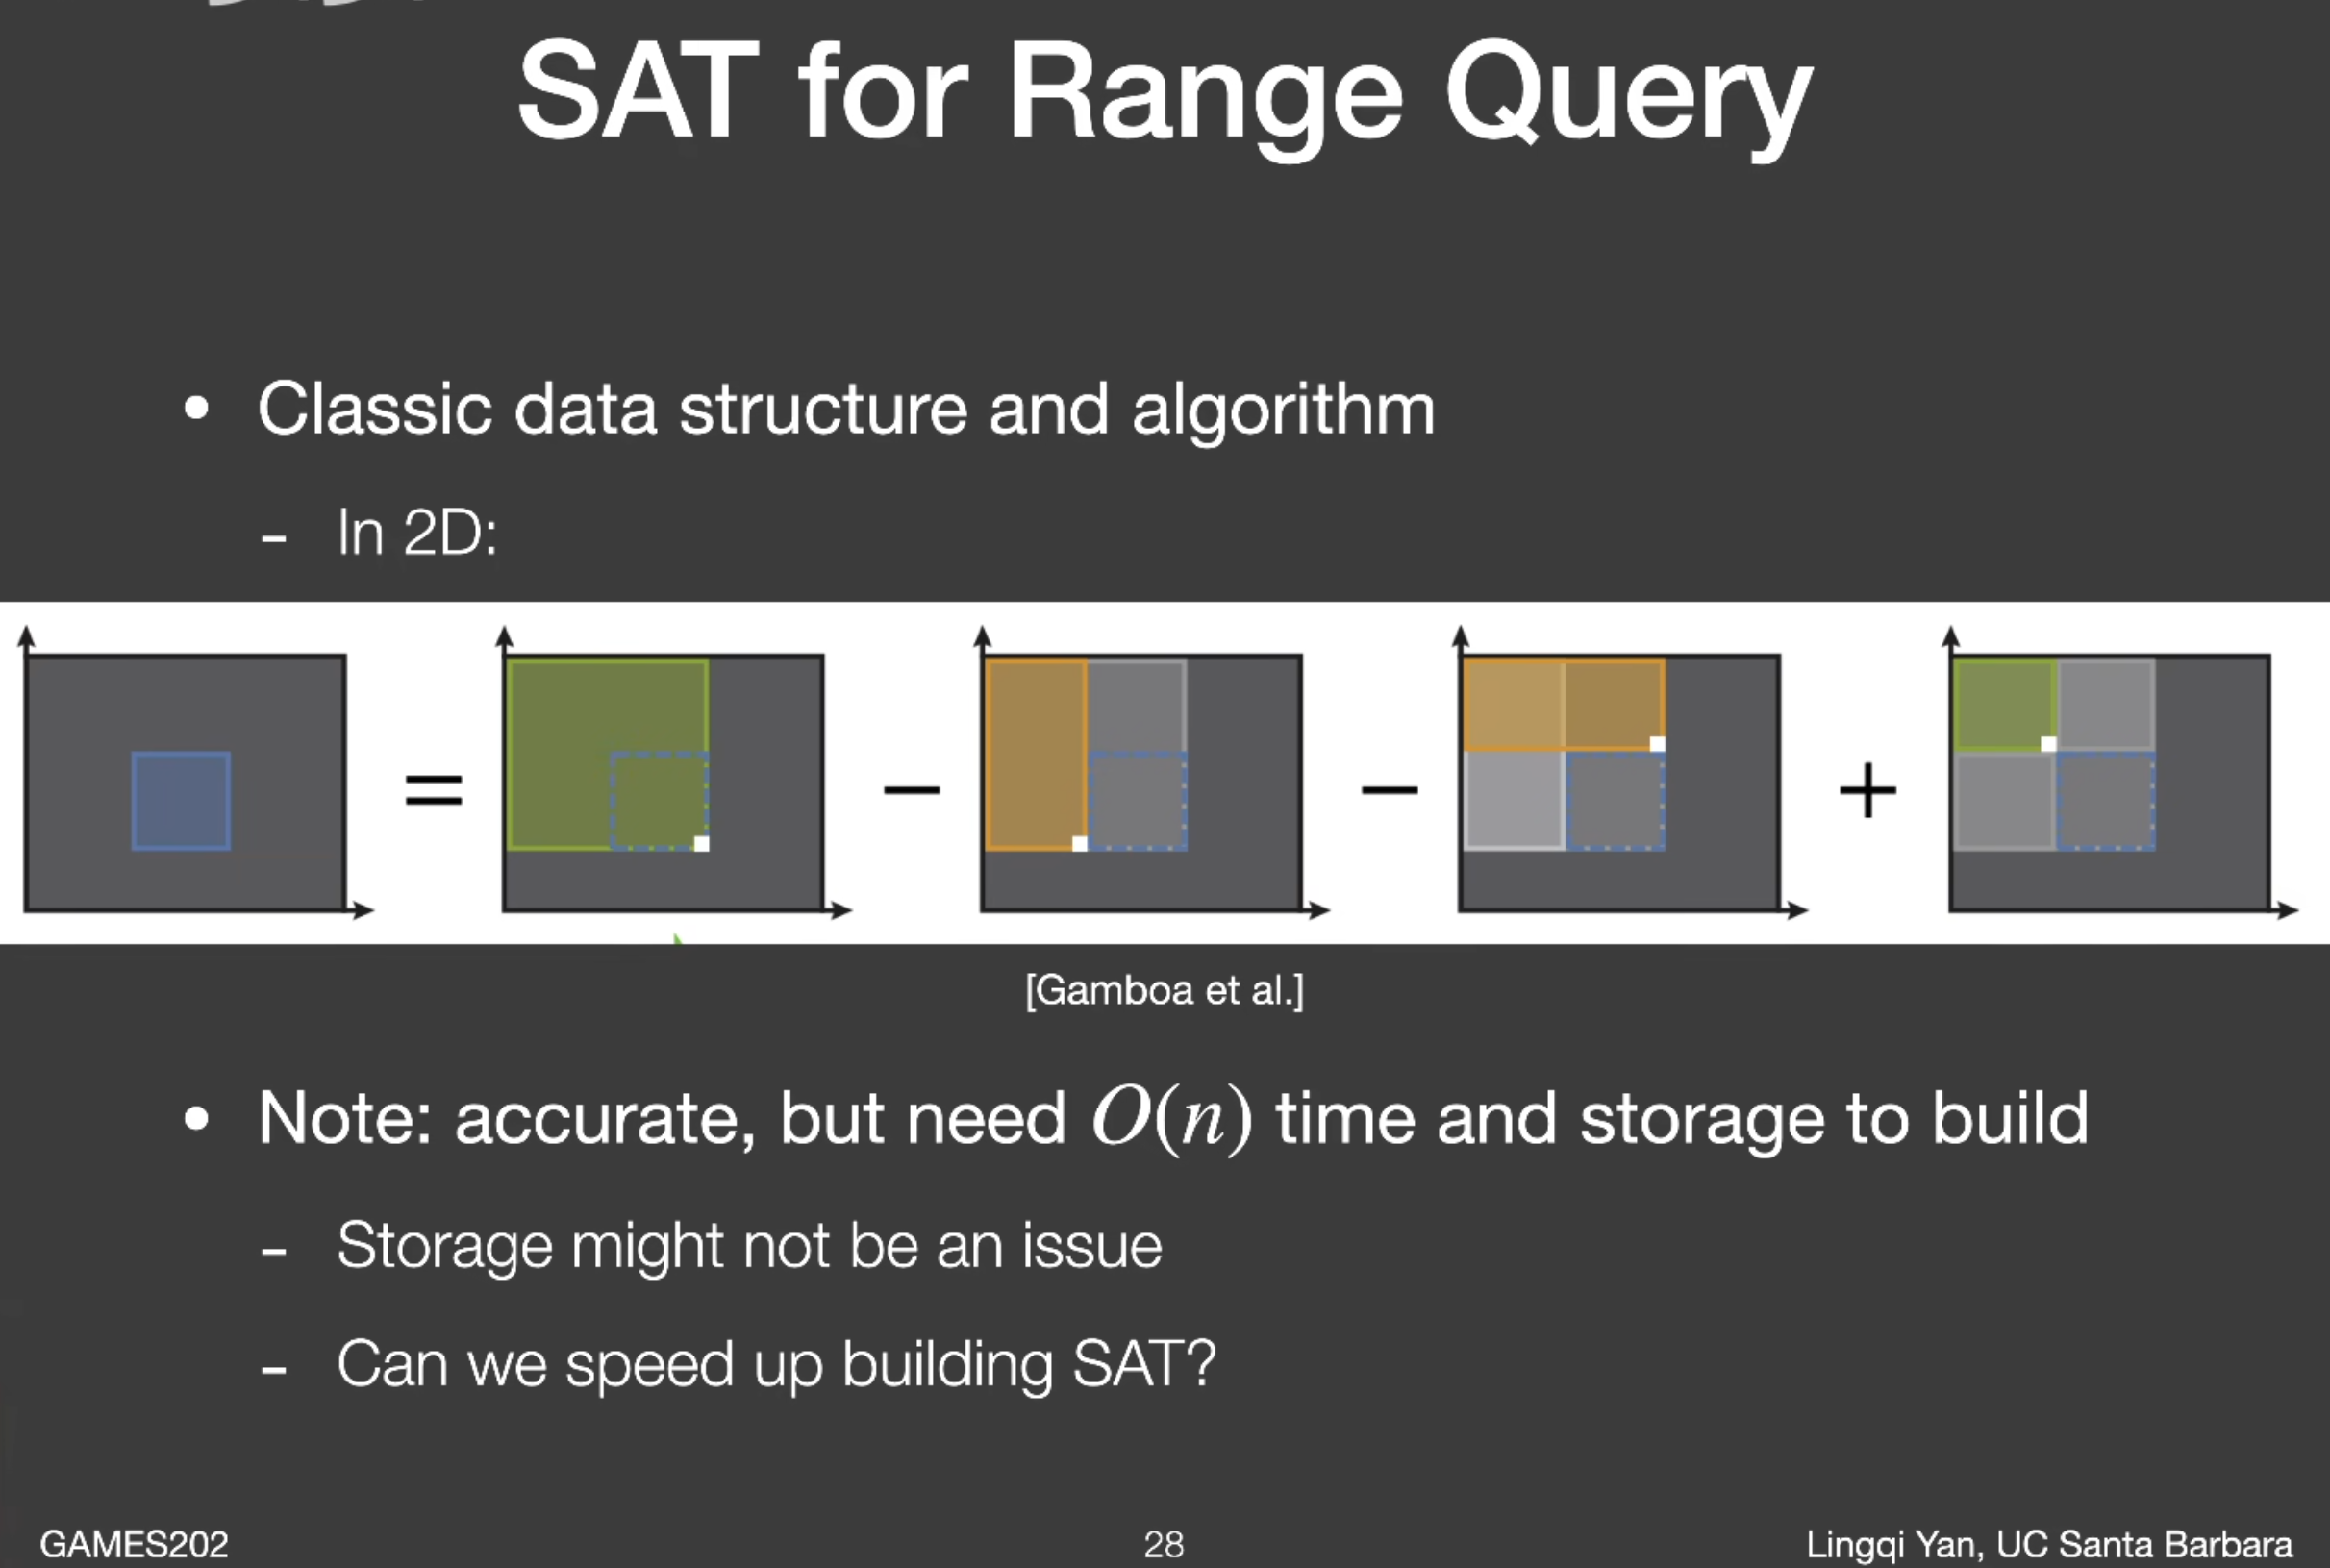 SAT for Range Query
• Classic data structure and algorithm
- In 2D:
= − − +
[Gamboa et al.]
• Note: accurate, but need O(n) time and storage to build
- Storage might not be an issue
- Can we speed up building SAT?
GAMES202 28 Lingqi Yan, UC Santa Barbara